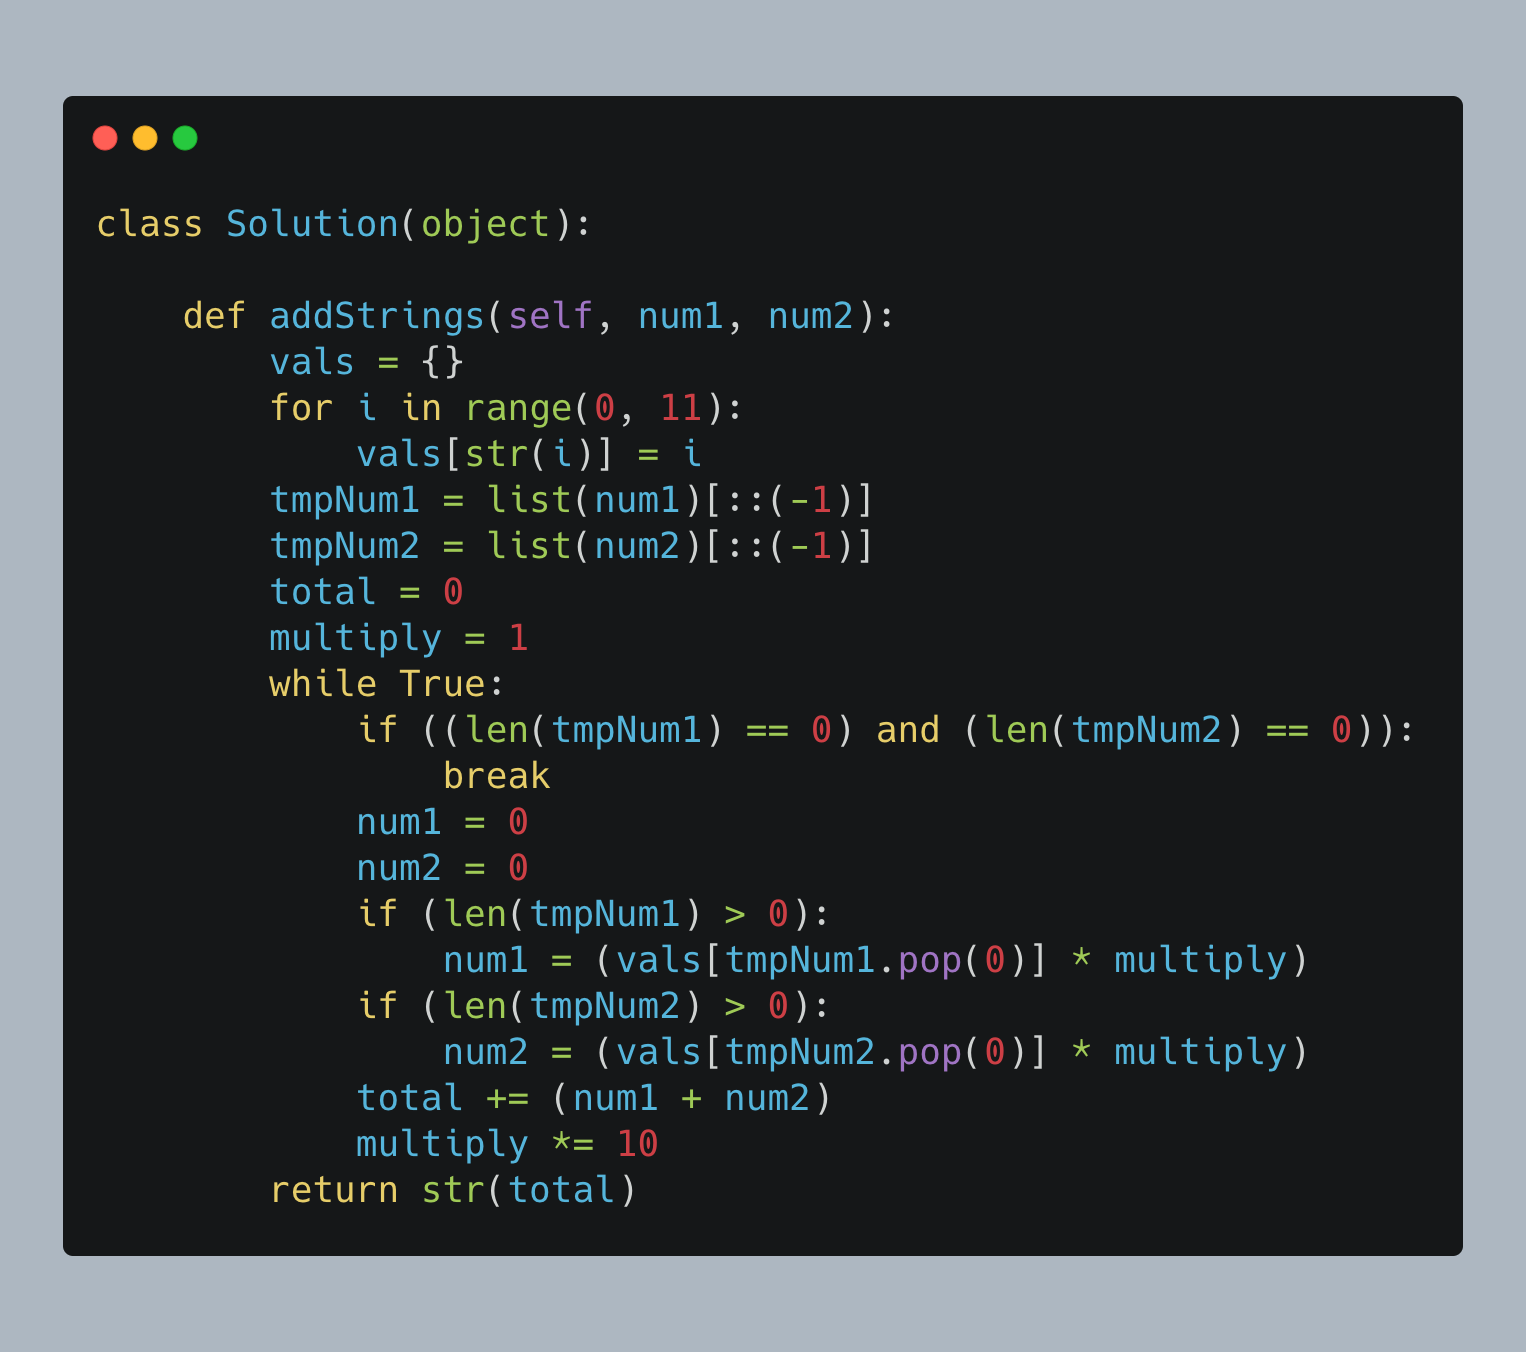 class Solution(object):

    def addStrings(self, num1, num2):
        vals = {}
        for i in range(0, 11):
            vals[str(i)] = i
        tmpNum1 = list(num1)[::(-1)]
        tmpNum2 = list(num2)[::(-1)]
        total = 0
        multiply = 1
        while True:
            if ((len(tmpNum1) == 0) and (len(tmpNum2) == 0)):
                break
            num1 = 0
            num2 = 0
            if (len(tmpNum1) > 0):
                num1 = (vals[tmpNum1.pop(0)] * multiply)
            if (len(tmpNum2) > 0):
                num2 = (vals[tmpNum2.pop(0)] * multiply)
            total += (num1 + num2)
            multiply *= 10
        return str(total)